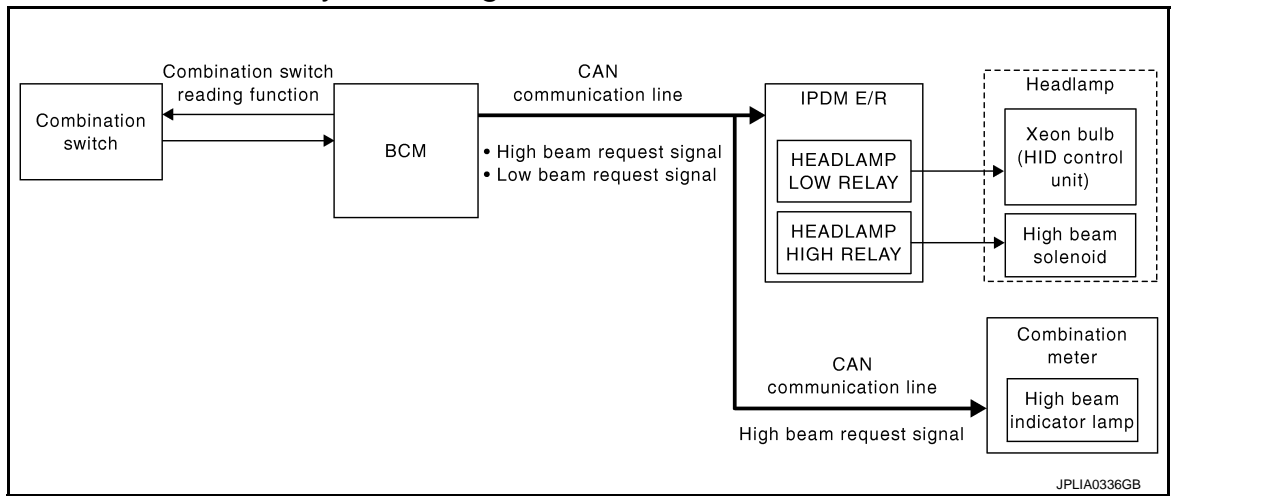 Combination switch
reading function
CAN
communication line
Combination
switch
BCM
• High beam request signal
• Low beam request signal
IPDM E/R
HEADLAMP
LOW RELAY
HEADLAMP
HIGH RELAY
Headlamp
Xeon bulb
(HID control
unit)
High beam
solenoid
CAN
communication line
High beam request signal
Combination
meter
High beam
indicator lamp
JPLIA0336GB